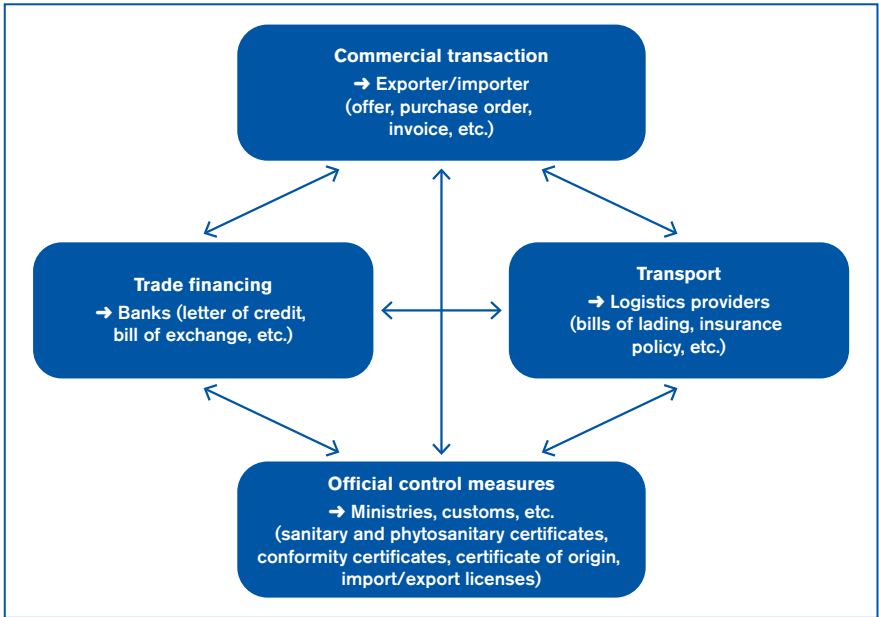 Commercial transaction
➜ Exporter/importer
(offer, purchase order,
invoice, etc.)
Trade financing
➜ Banks (letter of credit,
bill of exchange, etc.)
Transport
➜ Logistics providers
(bills of lading, insurance
policy, etc.)
Official control measures
➜ Ministries, customs, etc.
(sanitary and phytosanitary certificates,
conformity certificates, certificate of origin,
import/export licenses)